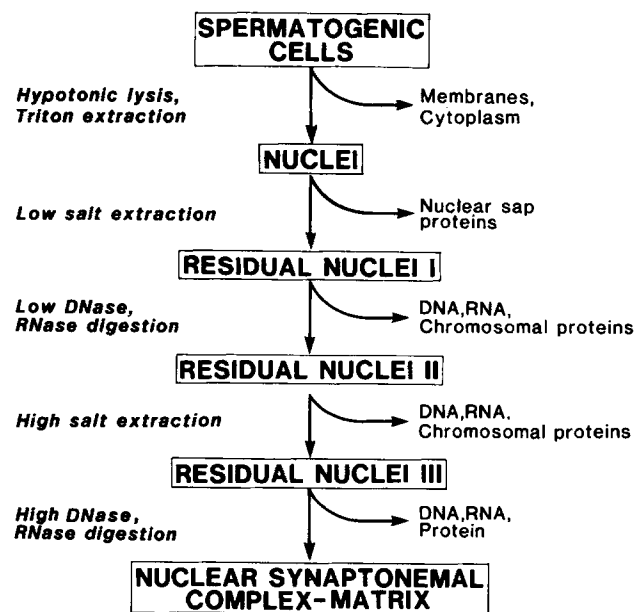 SPERMATOGENIC
CELLS
Hypotonic lysis,
Triton extraction
Membranes,
Cytoplasm
NUCLEI
Low salt extraction
Nuclear sap
proteins
RESIDUAL NUCLEI I
Low DNase,
RNase digestion
DNA,RNA,
Chromosomal proteins
RESIDUAL NUCLEI II
High salt extraction
DNA,RNA.
Chromosomal proteins
RESIDUAL NUCLEI III
High DNase,
RNase digestion
DNA,RNA,
Protein
NUCLEAR SYNAPTONEMAL
COMPLEX-MATRIX